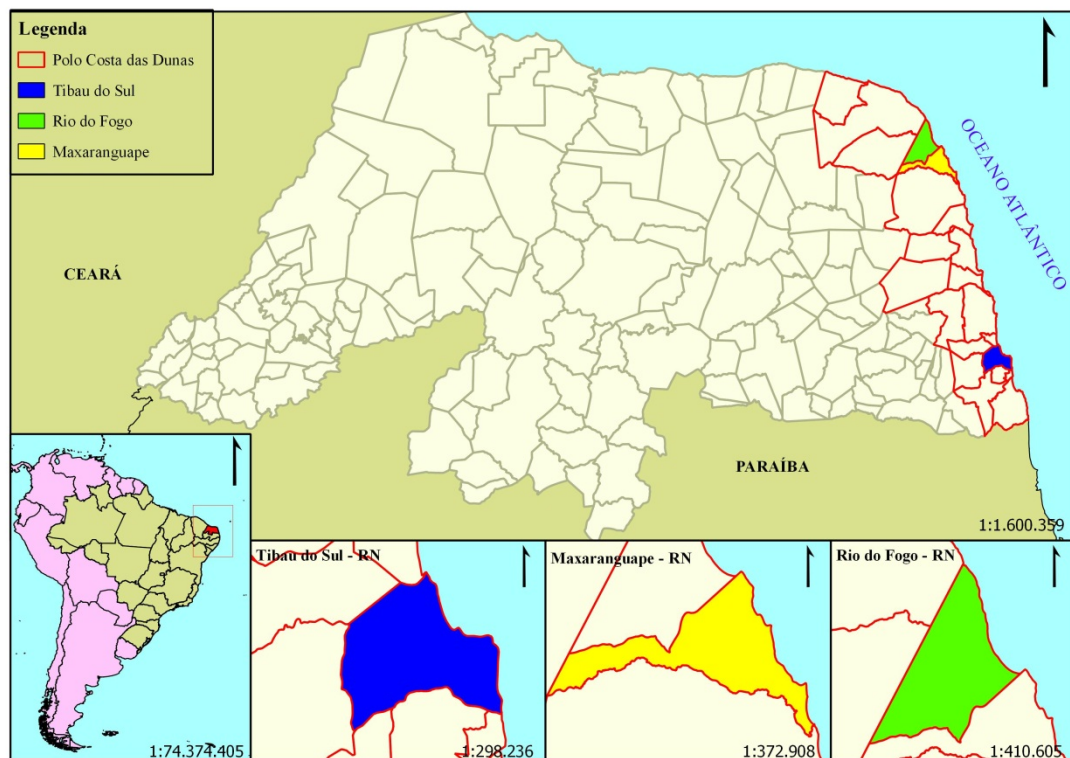 Legenda
Polo Costa das Dunas
Tibau do Sul
Rio do Fogo
Maxaranguape
OCEANO ATLÂNTICO
CEARÁ
PARAÍBA
1:1.600.359
1:74.374.405
Tibau do Sul - RN
1:298.236
Maxaranguape - RN
1:372.908
Rio do Fogo - RN
1:410.605